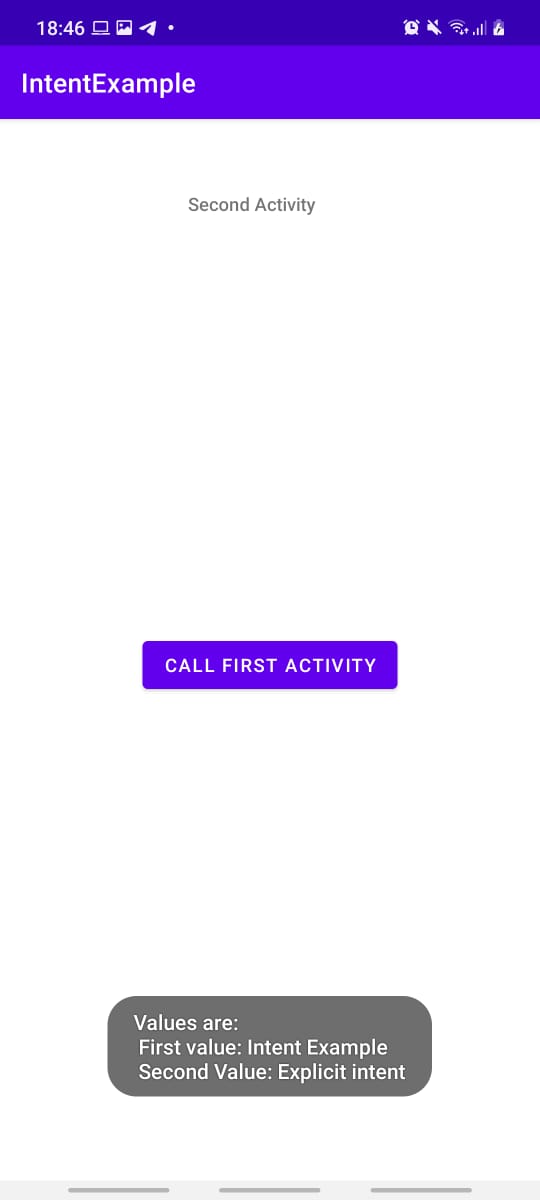 18:46
IntentExample
Second Activity
CALL FIRST ACTIVITY
Values are:
First value: Intent Example
Second Value: Explicit intent